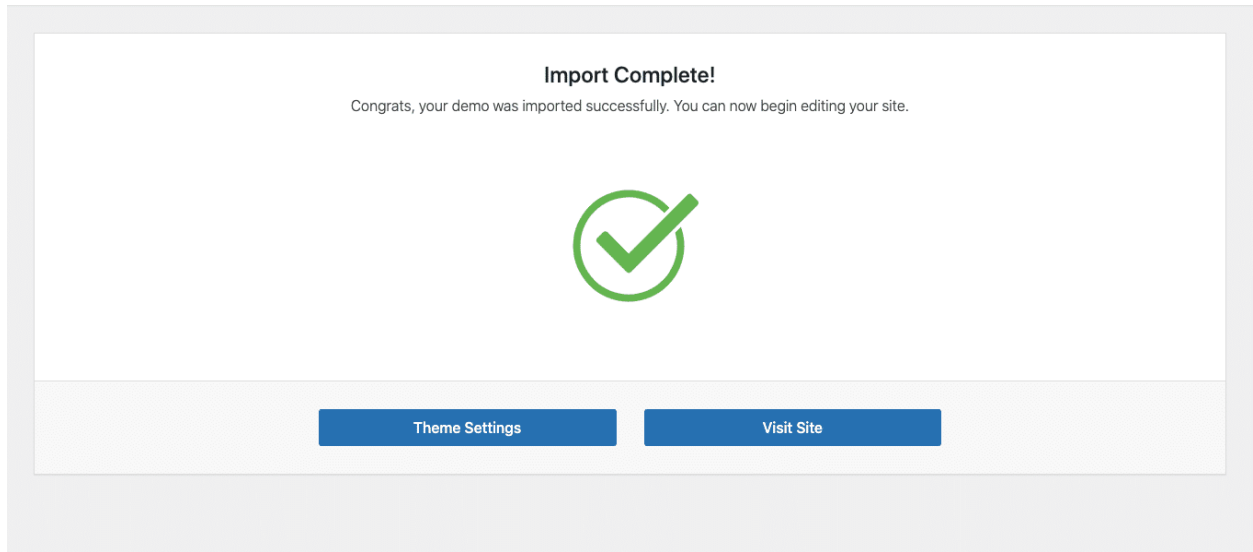 Import Complete!
Congrats, your demo was imported successfully. You can now begin editing your site.
Theme Settings
Visit Site